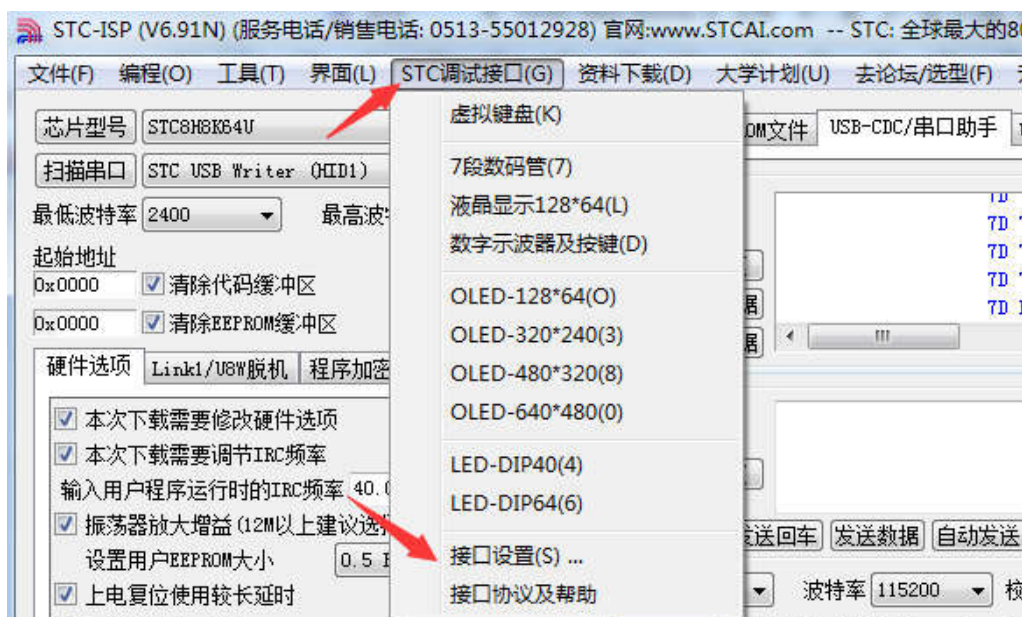 STC-ISP (V6.91N) (服务电话/销售电话: 0513-55012928) 官网:www.STCAI.com -- STC: 全球最大的80
文件(F) 编程(O) 工具(T) 界面(L) STC调试接口(G) 资料下载(D) 大学计划(U) 去论坛/选型(F)
芯片型号 STC8H8K64U
扫描串口 STC USB Writer (HID1)
最低波特率 2400 最高波
起始地址
0x0000 清除代码缓冲区
0x0000 清除EEPROM缓冲区
硬件选项 Link1/U8W脱机 程序加密
本次下载需要修改硬件选项
本次下载需要调节IRC频率
输入用户程序运行时的IRC频率 40.0
振荡器放大增益(12M以上建议选择
设置用户EEPROM大小 0.5
上电复位使用较长延时
虚拟键盘(K)
7段数码管(7)
液晶显示128*64(L)
数字示波器及按键(D)
OLED-128*64(O)
OLED-320*240(3)
OLED-480*320(8)
OLED-640*480(0)
LED-DIP40(4)
LED-DIP64(6)
接口设置(S) ...
接口协议及帮助
OM文件 USB-CDC/串口助手
7D
7D
7D
7D
7D
据
据
发送回车 发送数据 自动发送
波特率 115200 校